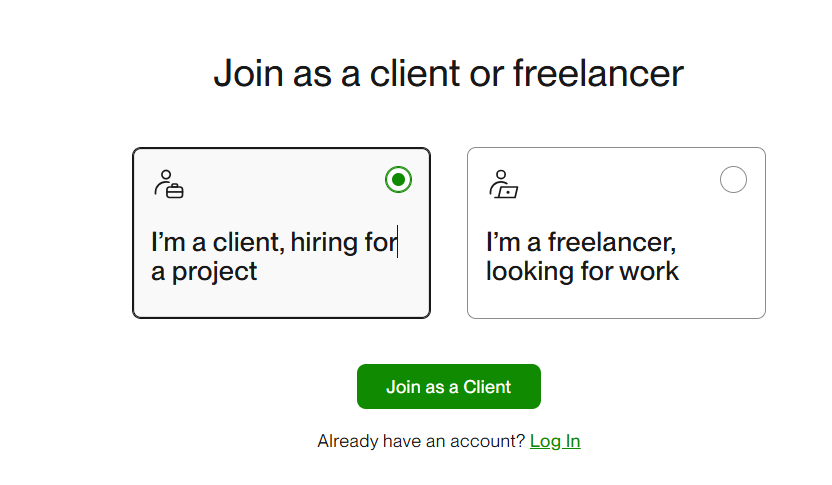 Join as a client or freelancer
I’m a client, hiring for
a project
I’m a freelancer,
looking for work
Join as a Client
Already have an account? Log In